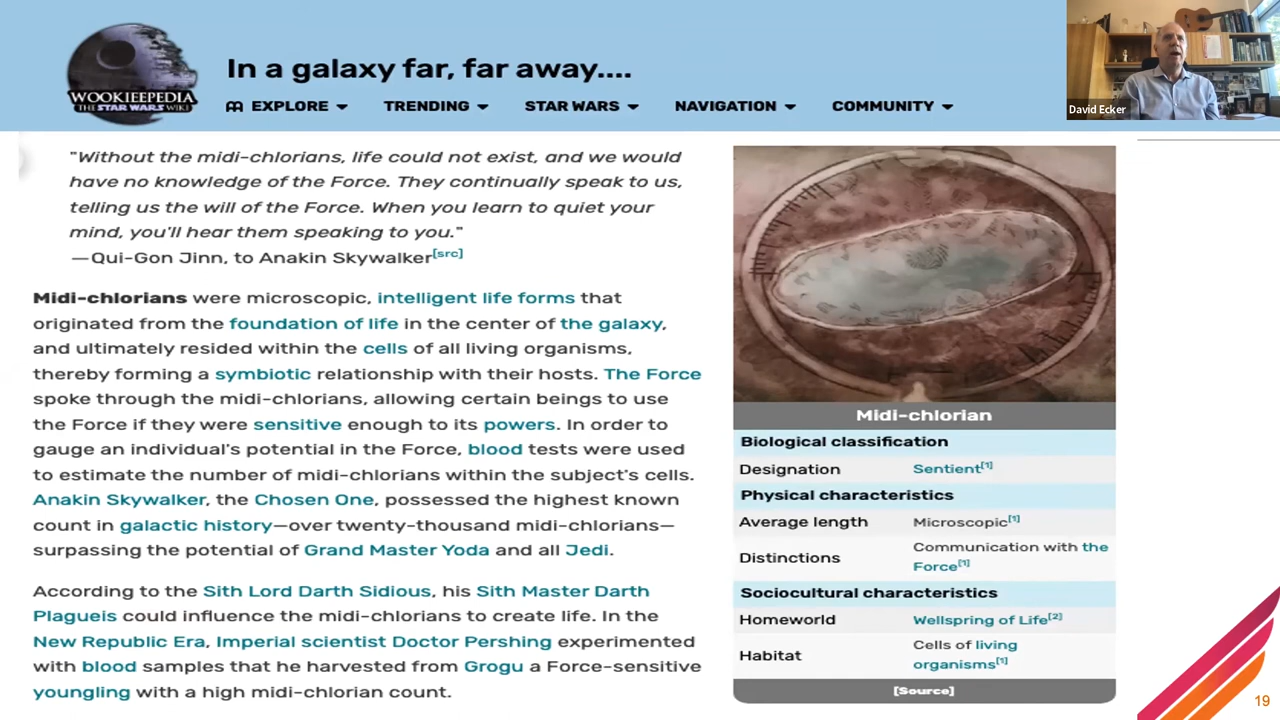 WOOKIEEPEDIA
THE STAR WARS WIKI
In a galaxy far, far away....
EXPLORE
TRENDING
STAR WARS
NAVIGATION
COMMUNITY
David Ecker
"Without the midi-chlorians, life could not exist, and we would
have no knowledge of the Force. They continually speak to us,
telling us the will of the Force. When you learn to quiet your
mind, you'll hear them speaking to you."
—Qui-Gon Jinn, to Anakin Skywalker[src]
Midi-chlorians were microscopic, intelligent life forms that
originated from the foundation of life in the center of the galaxy,
and ultimately resided within the cells of all living organisms,
thereby forming a symbiotic relationship with their hosts. The Force
spoke through the midi-chlorians, allowing certain beings to use
the Force if they were sensitive enough to its powers. In order to
gauge an individual's potential in the Force, blood tests were used
to estimate the number of midi-chlorians within the subject's cells.
Anakin Skywalker, the Chosen One, possessed the highest known
count in galactic history—over twenty-thousand midi-chlorians—
surpassing the potential of Grand Master Yoda and all Jedi.
According to the Sith Lord Darth Sidious, his Sith Master Darth
Plagueis could influence the midi-chlorians to create life. In the
New Republic Era, Imperial scientist Doctor Pershing experimented
with blood samples that he harvested from Grogu a Force-sensitive
youngling with a high midi-chlorian count.
Midi-chlorian
Biological classification
Designation Sentient[1]
Physical characteristics
Average length Microscopic[1]
Distinctions Communication with the
Force[1]
Sociocultural characteristics
Homeworld Wellspring of Life[2]
Habitat Cells of living
organisms[1]
[Source]
19